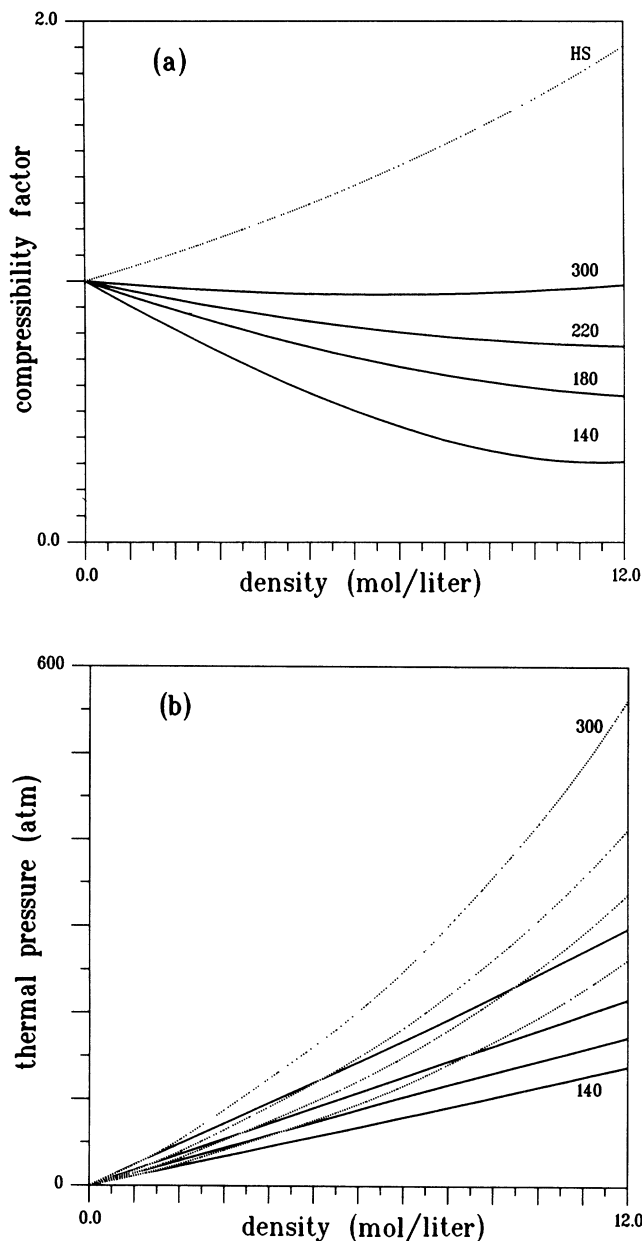 2.0
(a)
HS
compressibility factor
300
220
180
140
0.0
0.0
density (mol/liter)
12.0
600
(b)
300
thermal pressure (atm)
140
0
0.0
density (mol/liter)
12.0